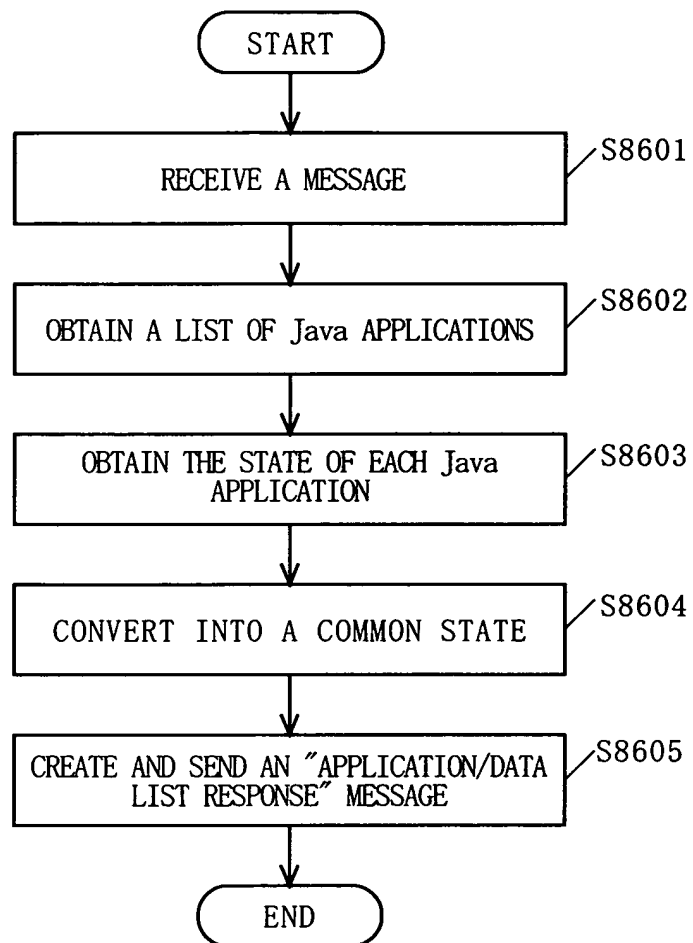 START
RECEIVE A MESSAGE
S8601
OBTAIN A LIST OF Java APPLICATIONS
S8602
OBTAIN THE STATE OF EACH Java
APPLICATION
S8603
CONVERT INTO A COMMON STATE
S8604
CREATE AND SEND AN "APPLICATION/DATA
LIST RESPONSE" MESSAGE
S8605
END